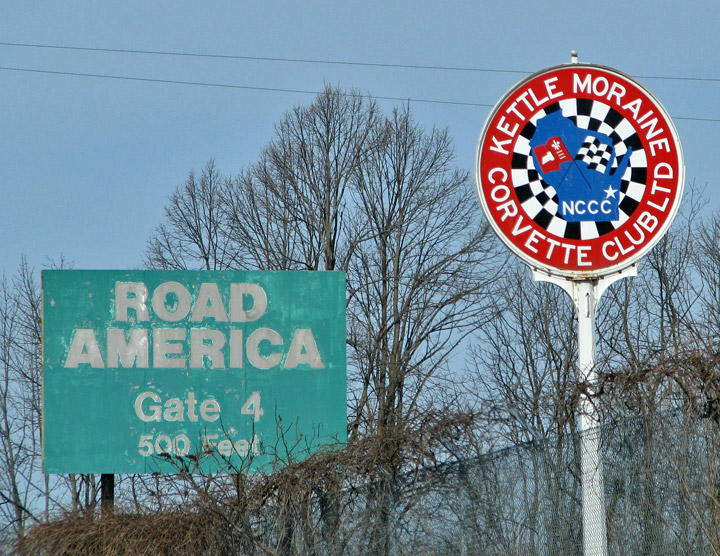 ROAD
AMERICA
Gate 4
500 Feet
KETTLE MORAINE
CORVETTE CLUB LTD
NCCC